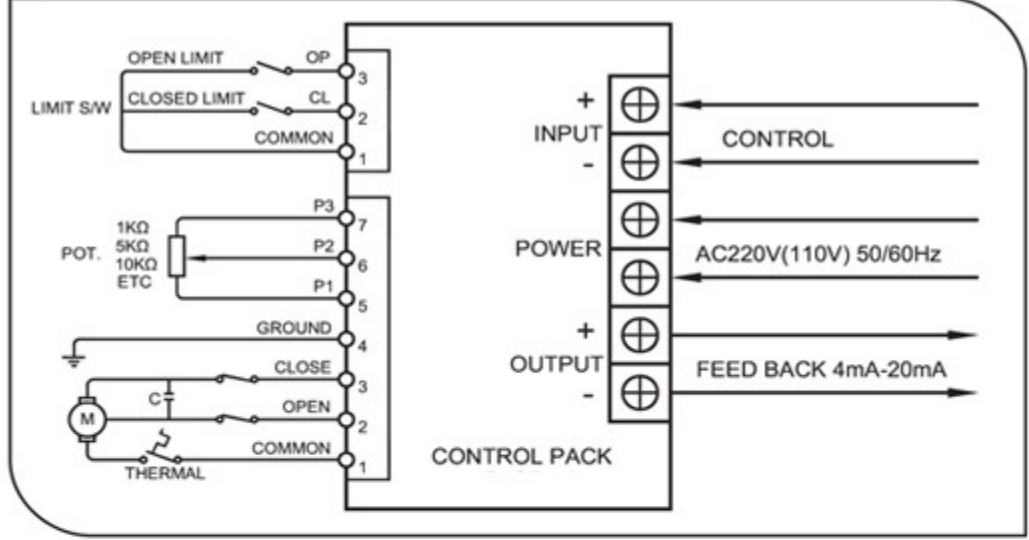 OPEN LIMIT OP
3
LIMIT S/W CLOSED LIMIT CL
2
COMMON
1
P3
7
1KΩ
POT. 5KΩ P2
6
10KΩ
ETC P1
5
GROUND
4
CLOSE
3
C
M OPEN
2
COMMON
1
THERMAL
+
INPUT
-
POWER
+
OUTPUT
-
CONTROL PACK
CONTROL
AC220V(110V) 50/60Hz
FEED BACK 4mA-20mA